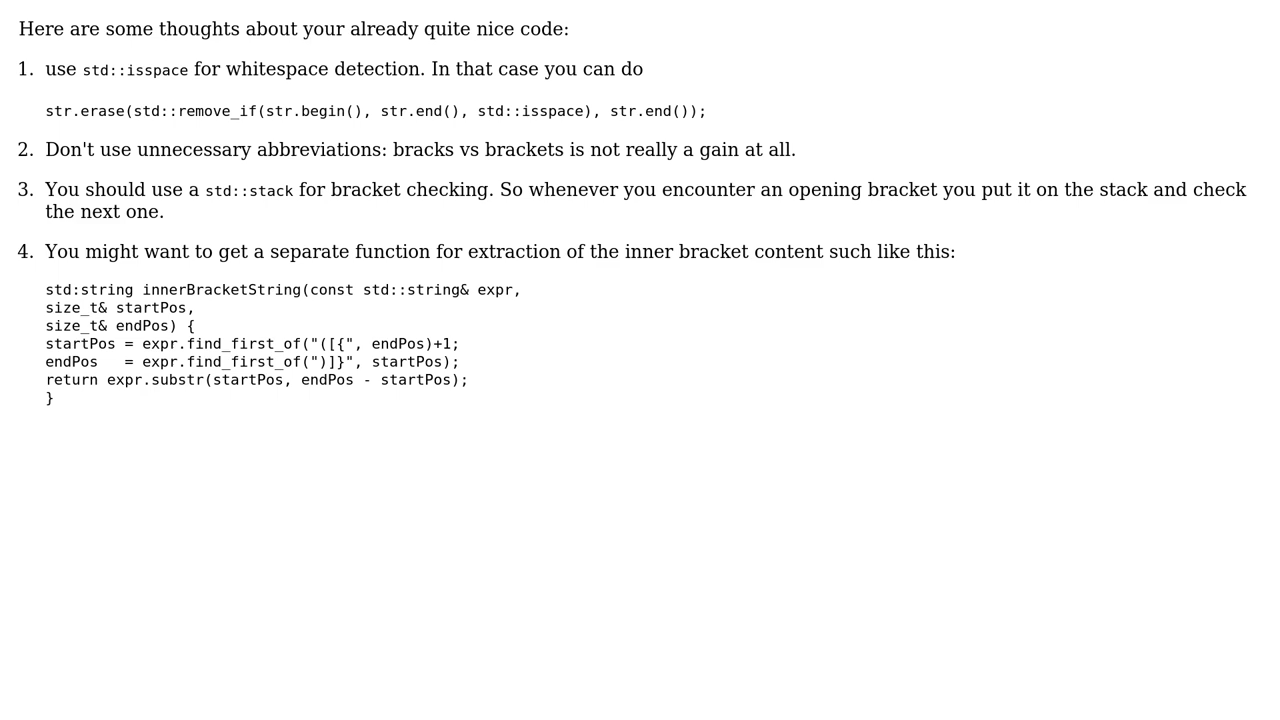 Here are some thoughts about your already quite nice code:
1. use std::isspace for whitespace detection. In that case you can do
str.erase(std::remove_if(str.begin(), str.end(), std::isspace), str.end());
2. Don't use unnecessary abbreviations: bracks vs brackets is not really a gain at all.
3. You should use a std::stack for bracket checking. So whenever you encounter an opening bracket you put it on the stack and check
the next one.
4. You might want to get a separate function for extraction of the inner bracket content such like this:
std:string innerBracketString(const std::string& expr,
size_t& startPos,
size_t& endPos) {
startPos = expr.find_first_of("([{", endPos)+1;
endPos   = expr.find_first_of(")]}", startPos);
return expr.substr(startPos, endPos - startPos);
}